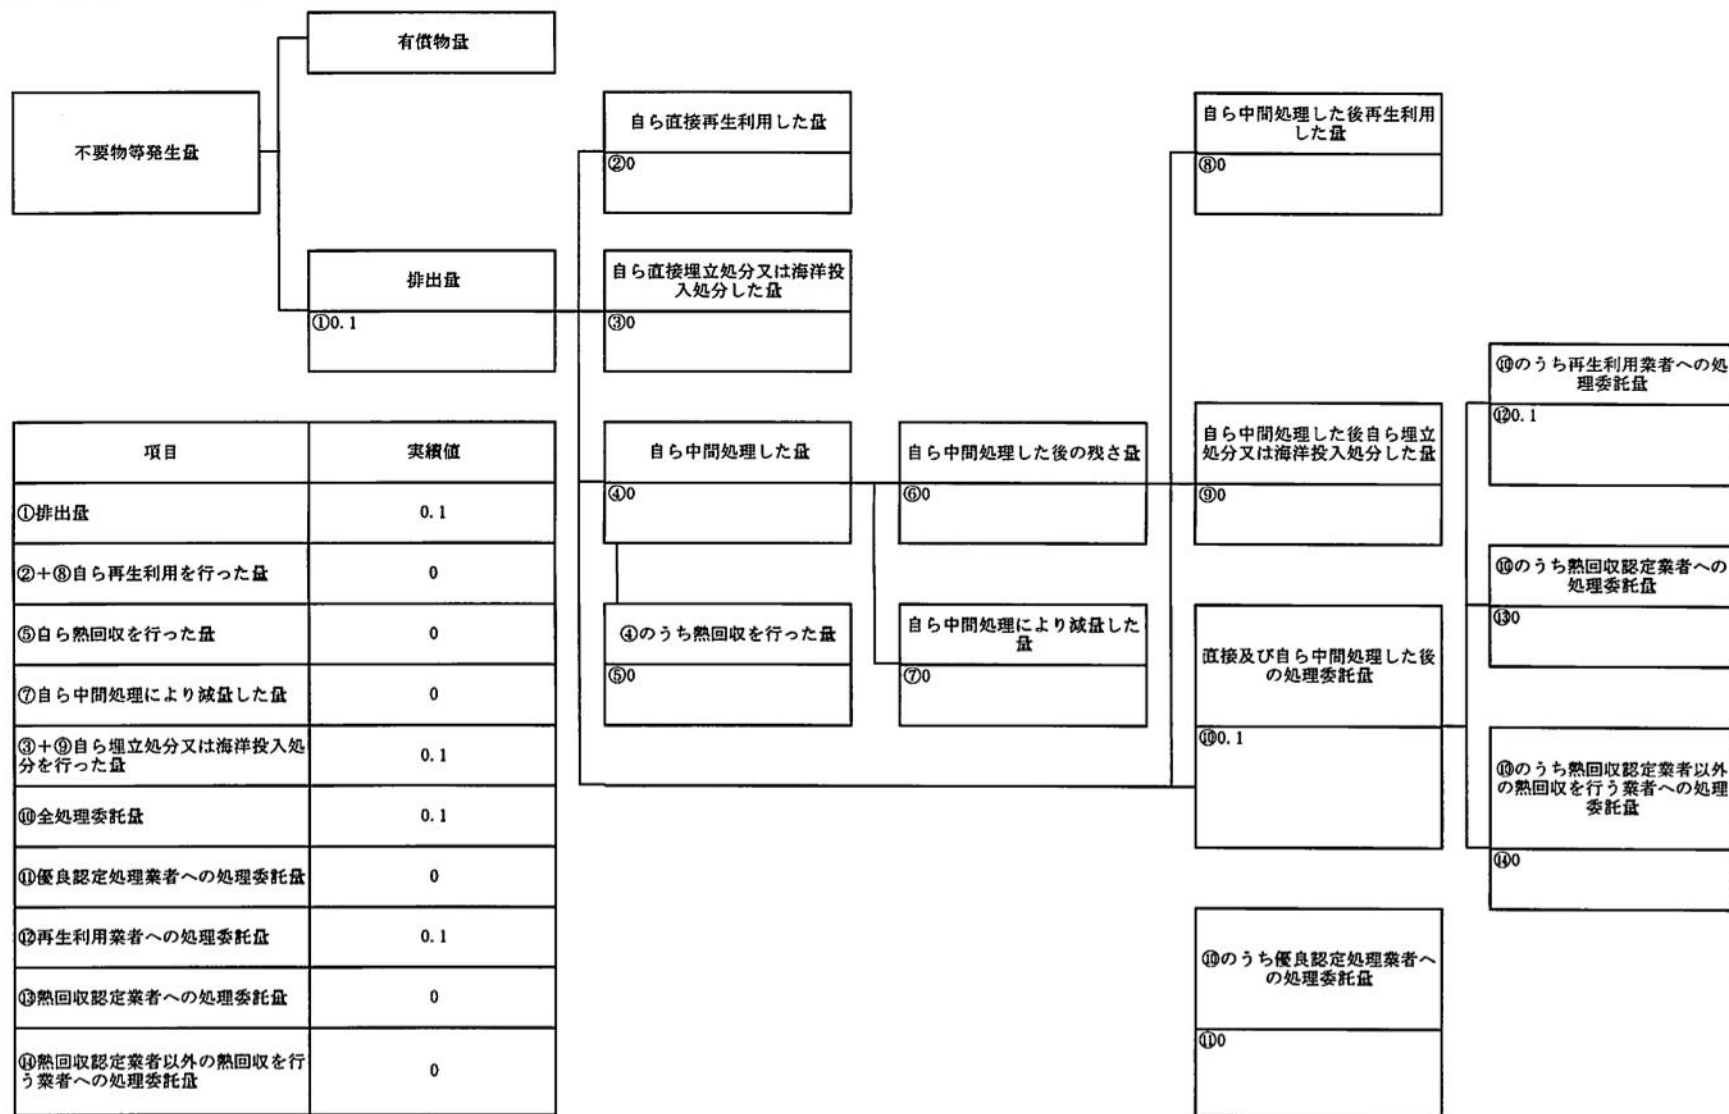 有償物量
不要物等発生量
排出量
①0.1
自ら直接再生利用した量
②0
自ら直接埋立処分又は海洋投
入処分した量
③0
自ら中間処理した量
④0
④のうち熱回収を行った量
⑤0
自ら中間処理した後の残さ量
⑥0
自ら中間処理により減量した
量
⑦0
自ら中間処理した後再生利用
した量
⑧0
自ら中間処理した後自ら埋立
処分又は海洋投入処分した量
⑨0
直接及び自ら中間処理した後
の処理委託量
⑩0.1
⑩のうち優良認定処理業者へ
の処理委託量
⑪0
⑩のうち再生利用業者への処
理委託量
⑫0.1
⑩のうち熱回収認定業者への
処理委託量
⑬0
⑩のうち熱回収認定業者以外
の熱回収を行う業者への処理
委託量
⑭0
項目 実績値
①排出量 0.1
②+⑧自ら再生利用を行った量 0
⑤自ら熱回収を行った量 0
⑦自ら中間処理により減量した量 0
③+⑨自ら埋立処分又は海洋投入処
分を行った量 0.1
⑩全処理委託量 0.1
⑪優良認定処理業者への処理委託量 0
⑫再生利用業者への処理委託量 0.1
⑬熱回収認定業者への処理委託量 0
⑭熱回収認定業者以外の熱回収を行
う業者への処理委託量 0